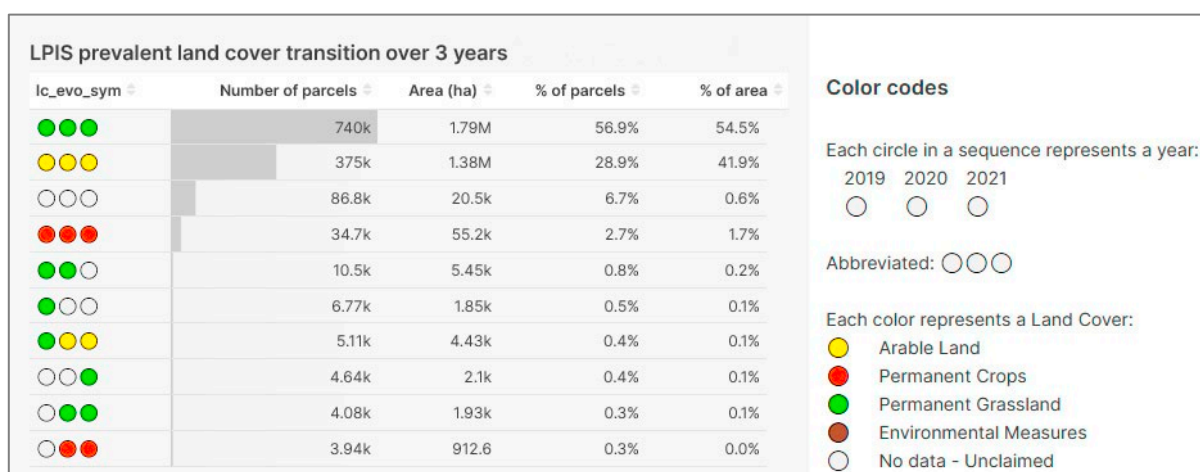 LPIS prevalent land cover transition over 3 years
lc_evo_sym Number of parcels Area (ha) % of parcels % of area
740k 1.79M 56.9% 54.5%
375k 1.38M 28.9% 41.9%
86.8k 20.5k 6.7% 0.6%
34.7k 55.2k 2.7% 1.7%
10.5k 5.45k 0.8% 0.2%
6.77k 1.85k 0.5% 0.1%
5.11k 4.43k 0.4% 0.1%
4.64k 2.1k 0.4% 0.1%
4.08k 1.93k 0.3% 0.1%
3.94k 912.6 0.3% 0.0%
Color codes
Each circle in a sequence represents a year:
2019 2020 2021
Abbreviated:
Each color represents a Land Cover:
Arable Land
Permanent Crops
Permanent Grassland
Environmental Measures
No data - Unclaimed